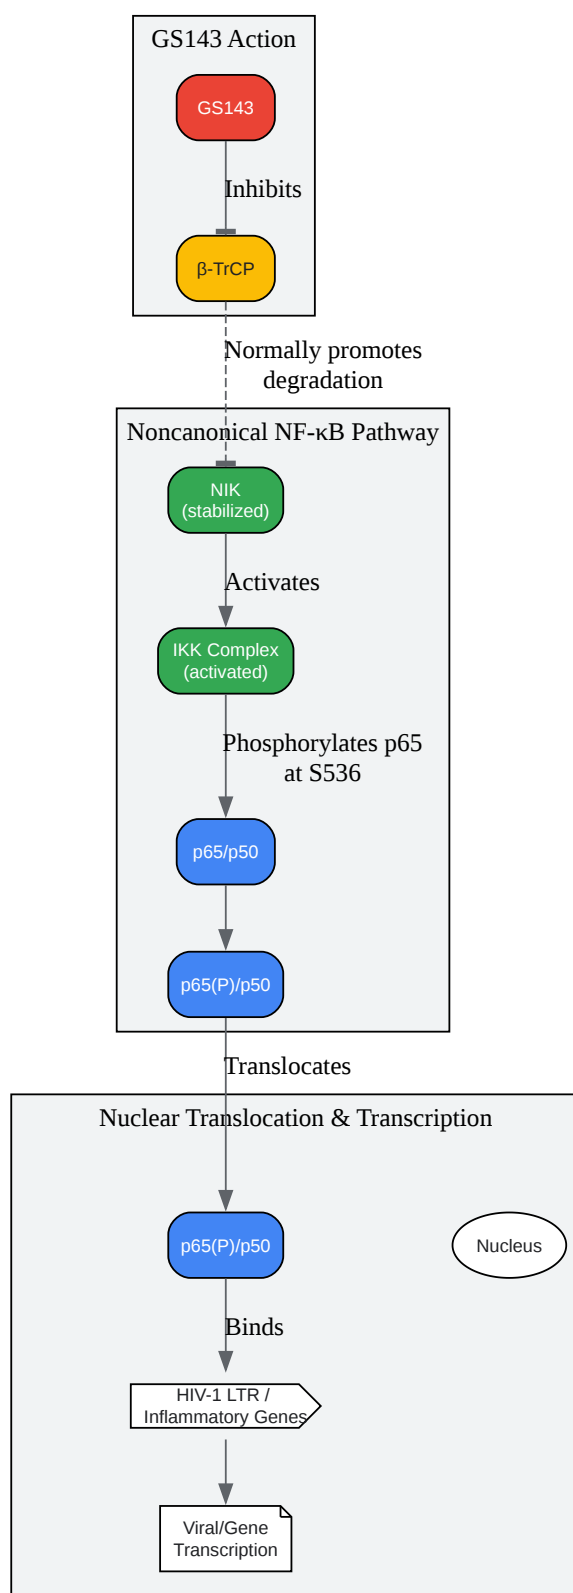 GS143 Action
GS143
Inhibits
β-TrCP
Normally promotes
degradation
Noncanonical NF-κB Pathway
NIK
(stabilized)
Activates
IKK Complex
(activated)
Phosphorylates p65
at S536
p65/p50
p65(P)/p50
Translocates
Nuclear Translocation & Transcription
p65(P)/p50
Nucleus
Binds
HIV-1 LTR /
Inflammatory Genes
Viral/Gene
Transcription